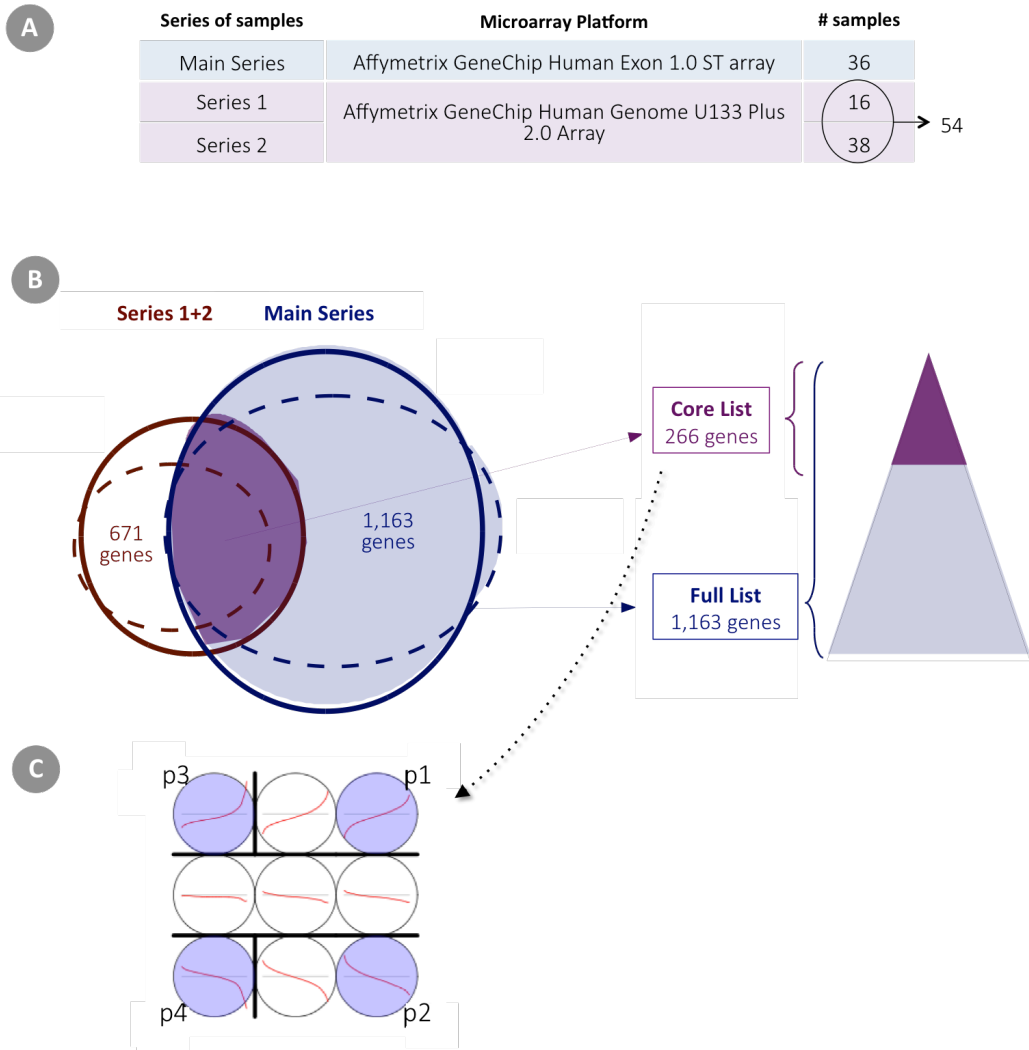 A
Series of samples
Microarray Platform
# samples
Main Series
Affymetrix GeneChip Human Exon 1.0 ST array
36
Series 1
Affymetrix GeneChip Human Genome U133 Plus
2.0 Array
16
54
Series 2
38
B
Series 1+2
Main Series
671
genes
1,163
genes
Core List
266 genes
Full List
1,163 genes
C
p3
p1
p4
p2